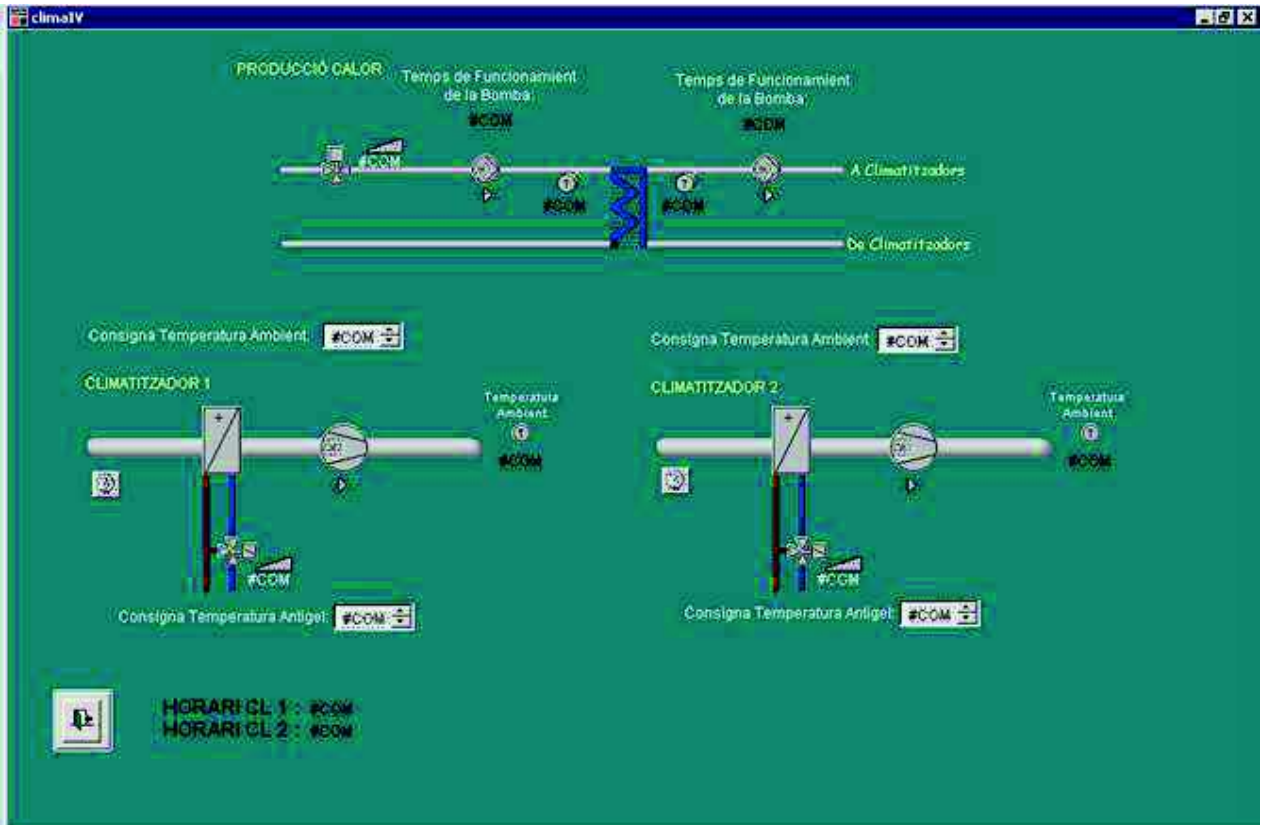 climaIV
PRODUCCIÓ CALOR
Temps de Funcionamient
de la Bomba:
#COM
Temps de Funcionamient
de la Bomba:
#COM
#COM
A Climatitzadors
#COM
#COM
De Climatitzadors
Consigna Temperatura Ambient: #COM
Consigna Temperatura Ambient: #COM
CLIMATITZADOR 1
CLIMATITZADOR 2
Temperatura
Ambient
T
#COM
Temperatura
Ambient
T
#COM
+
+
#COM
#COM
Consigna Temperatura Antigel: #COM
Consigna Temperatura Antigel: #COM
HORARI CL 1 : #COM
HORARI CL 2 : #COM